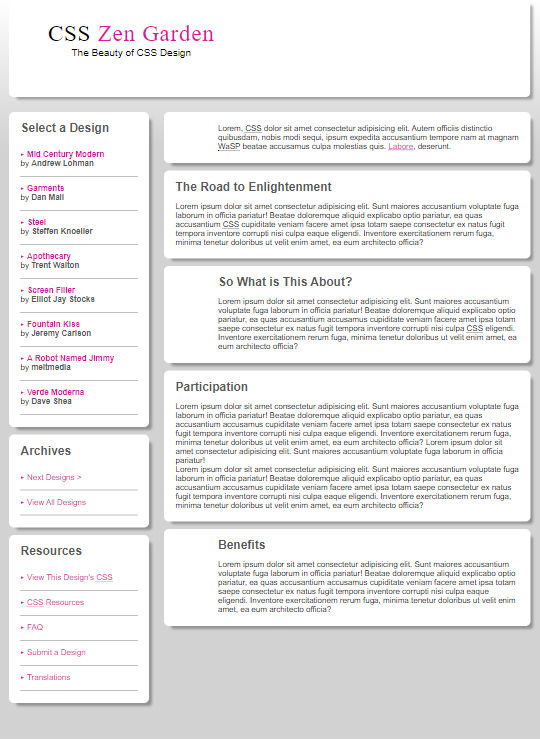 CSS Zen Garden
The Beauty of CSS Design
Select a Design
Mid Century Modern
by Andrew Lohman
Garments
by Dan Mall
Steel
by Steffen Knoeller
Apothecary
by Trent Walton
Screen Filler
by Elliot Jay Stocks
Fountain Kiss
by Jeremy Carlson
A Robot Named Jimmy
by meltmedia
Verde Moderna
by Dave Shea
Archives
Next Designs >
View All Designs
Resources
View This Design's CSS
CSS Resources
FAQ
Submit a Design
Translations
Lorem, CSS dolor sit amet consectetur adipisicing elit. Autem officiis distinctio
quibusdam, nobis modi sequi, ipsum expedita accusantium tempore nam at magnam
WaSP beatae accusamus culpa molestias quis. Labore, deserunt.
The Road to Enlightenment
Lorem ipsum dolor sit amet consectetur adipisicing elit. Sunt maiores accusantium voluptate fuga
laborum in officia pariatur! Beatae doloremque aliquid explicabo optio pariatur, ea quas
accusantium CSS cupiditate veniam facere amet ipsa totam saepe consectetur ex natus fugit
tempora inventore corrupti nisi culpa eaque eligendi. Inventore exercitationem rerum fuga,
minima tenetur doloribus ut velit enim amet, ea eum architecto officia?
So What is This About?
Lorem ipsum dolor sit amet consectetur adipisicing elit. Sunt maiores accusantium
voluptate fuga laborum in officia pariatur! Beatae doloremque aliquid explicabo optio
pariatur, ea quas accusantium accusamus cupiditate veniam facere amet ipsa totam
saepe consectetur ex natus fugit tempora inventore corrupti nisi culpa CSS eligendi.
Inventore exercitationem rerum fuga, minima tenetur doloribus ut velit enim amet, ea
eum architecto officia?
Participation
Lorem ipsum dolor sit amet consectetur adipisicing elit. Sunt maiores accusantium voluptate fuga
laborum in officia pariatur! Beatae doloremque aliquid explicabo optio pariatur, ea quas
accusantium accusamus cupiditate veniam facere amet ipsa totam saepe consectetur ex natus
fugit tempora inventore corrupti nisi culpa eaque eligendi. Inventore exercitationem rerum fuga,
minima tenetur doloribus ut velit enim amet, ea eum architecto officia? Lorem ipsum dolor sit
amet consectetur adipisicing elit. Sunt maiores accusantium voluptate fuga laborum in officia
pariatur!
Lorem ipsum dolor sit amet consectetur adipisicing elit. Sunt maiores accusantium voluptate fuga
laborum in officia pariatur! Beatae doloremque aliquid explicabo optio pariatur, ea quas
accusantium accusamus cupiditate veniam facere amet ipsa totam saepe consectetur ex natus
fugit tempora inventore corrupti nisi culpa eaque eligendi. Inventore exercitationem rerum fuga,
minima tenetur doloribus ut velit enim amet, ea eum architecto officia?
Benefits
Lorem ipsum dolor sit amet consectetur adipisicing elit. Sunt maiores accusantium
voluptate fuga laborum in officia pariatur! Beatae doloremque aliquid explicabo optio
pariatur, ea quas accusantium accusamus cupiditate veniam facere amet ipsa totam
saepe consectetur ex natus fugit tempora inventore corrupti nisi culpa eaque
eligendi. Inventore exercitationem rerum fuga, minima tenetur doloribus ut velit enim
amet, ea eum architecto officia?